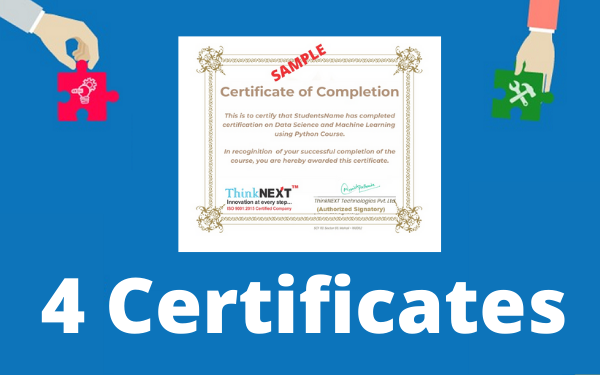 SAMPLE
Certificate of Completion
This is to certify that StudentsName has completed
certification on Data Science and Machine Learning
using Python Course.
In recoginition of your successful completion of the
course, you are hereby awarded this certificate.
ThinkNEXT™
Innovation at every step...
ISO 9001:2015 Certified Company
ThinkNEXT Technologies Pvt. Ltd.
(Authorized Signatory)
4 Certificates